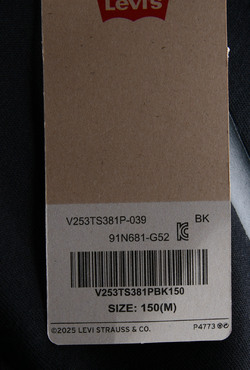 Levi's
V253TS381P-039 BK
91N681-G52
V253TS381PBK150
SIZE: 150(M)
©2025 LEVI STRAUSS & CO. P4773